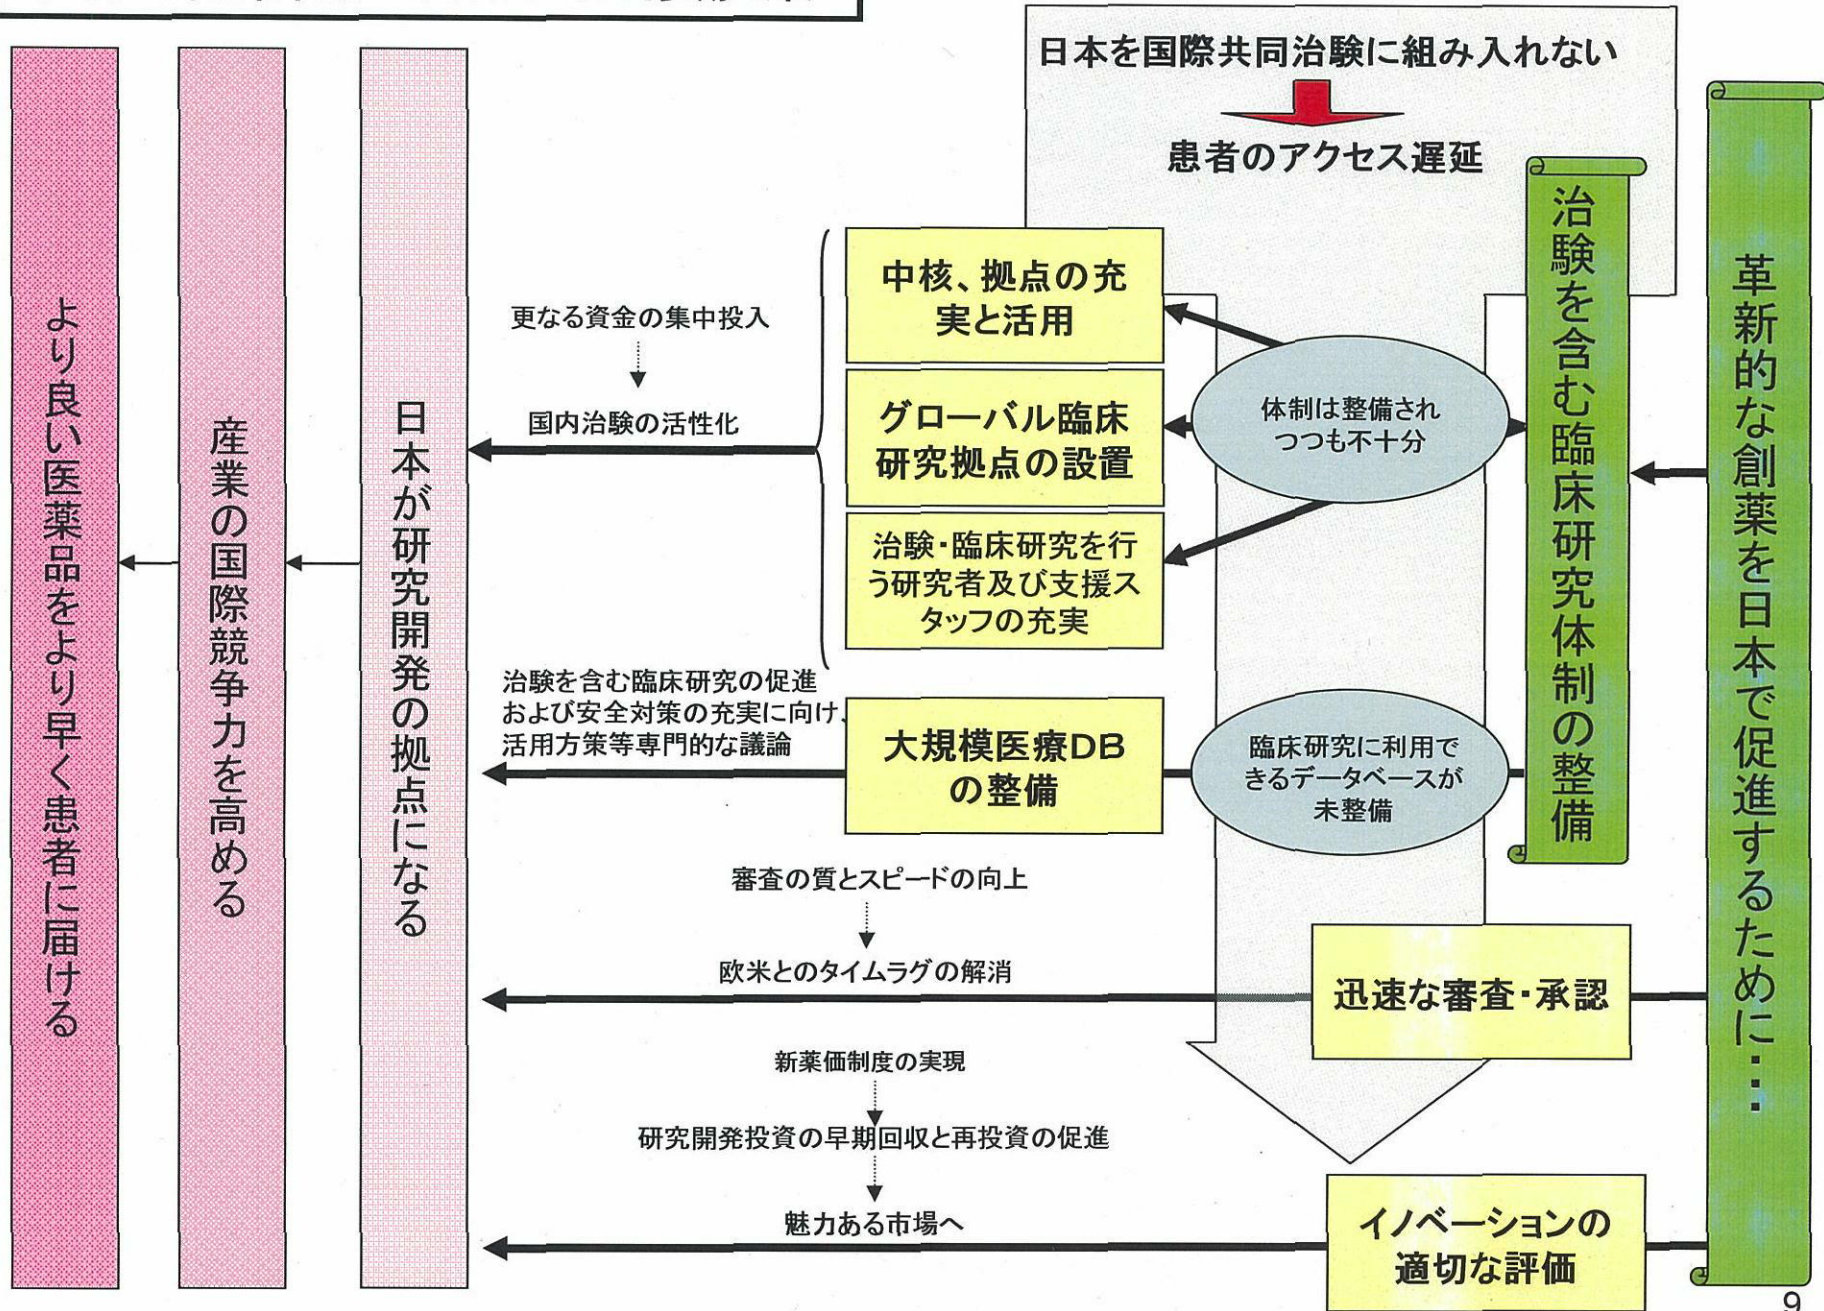 日本を国際共同治験に組み入れない
患者のアクセス遅延
革新的な創薬を日本で促進するために・・・
治験を含む臨床研究体制の整備
体制は整備され
つつも不十分
中核、拠点の充
実と活用
グローバル臨床
研究拠点の設置
治験・臨床研究を行
う研究者及び支援ス
タッフの充実
更なる資金の集中投入
国内治験の活性化
臨床研究に利用で
きるデータベースが
未整備
大規模医療DB
の整備
治験を含む臨床研究の促進
および安全対策の充実に向け、
活用方策等専門的な議論
迅速な審査・承認
審査の質とスピードの向上
欧米とのタイムラグの解消
イノベーションの
適切な評価
新薬価制度の実現
研究開発投資の早期回収と再投資の促進
魅力ある市場へ
日本が研究開発の拠点になる
産業の国際競争力を高める
より良い医薬品をより早く患者に届ける
9